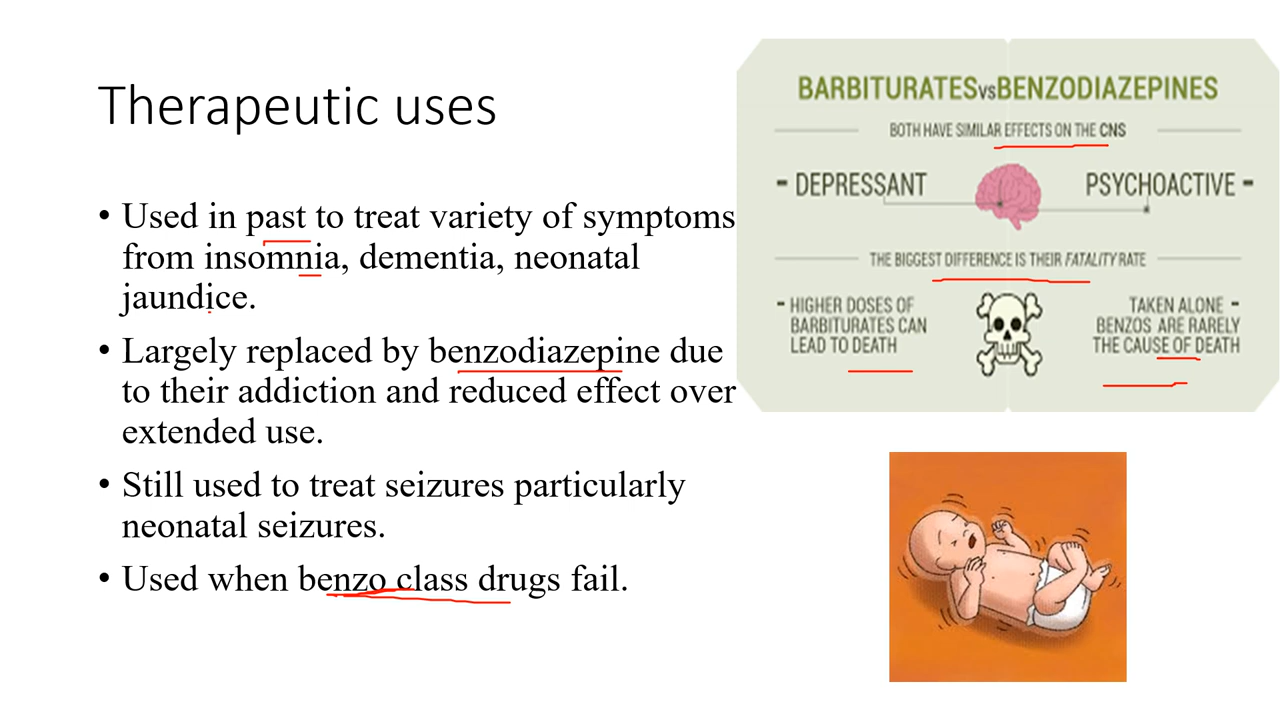 Therapeutic uses
• Used in past to treat variety of symptoms
from insomnia, dementia, neonatal
jaundice.
• Largely replaced by benzodiazepine due
to their addiction and reduced effect over
extended use.
• Still used to treat seizures particularly
neonatal seizures.
• Used when benzo class drugs fail.
BARBITURATES vs BENZODIAZEPINES
BOTH HAVE SIMILAR EFFECTS ON THE CNS
- DEPRESSANT
PSYCHOACTIVE -
THE BIGGEST DIFFERENCE IS THEIR FATALITY RATE
- HIGHER DOSES OF
BARBITURATES CAN
LEAD TO DEATH
TAKEN ALONE -
BENZOS ARE RARELY
THE CAUSE OF DEATH